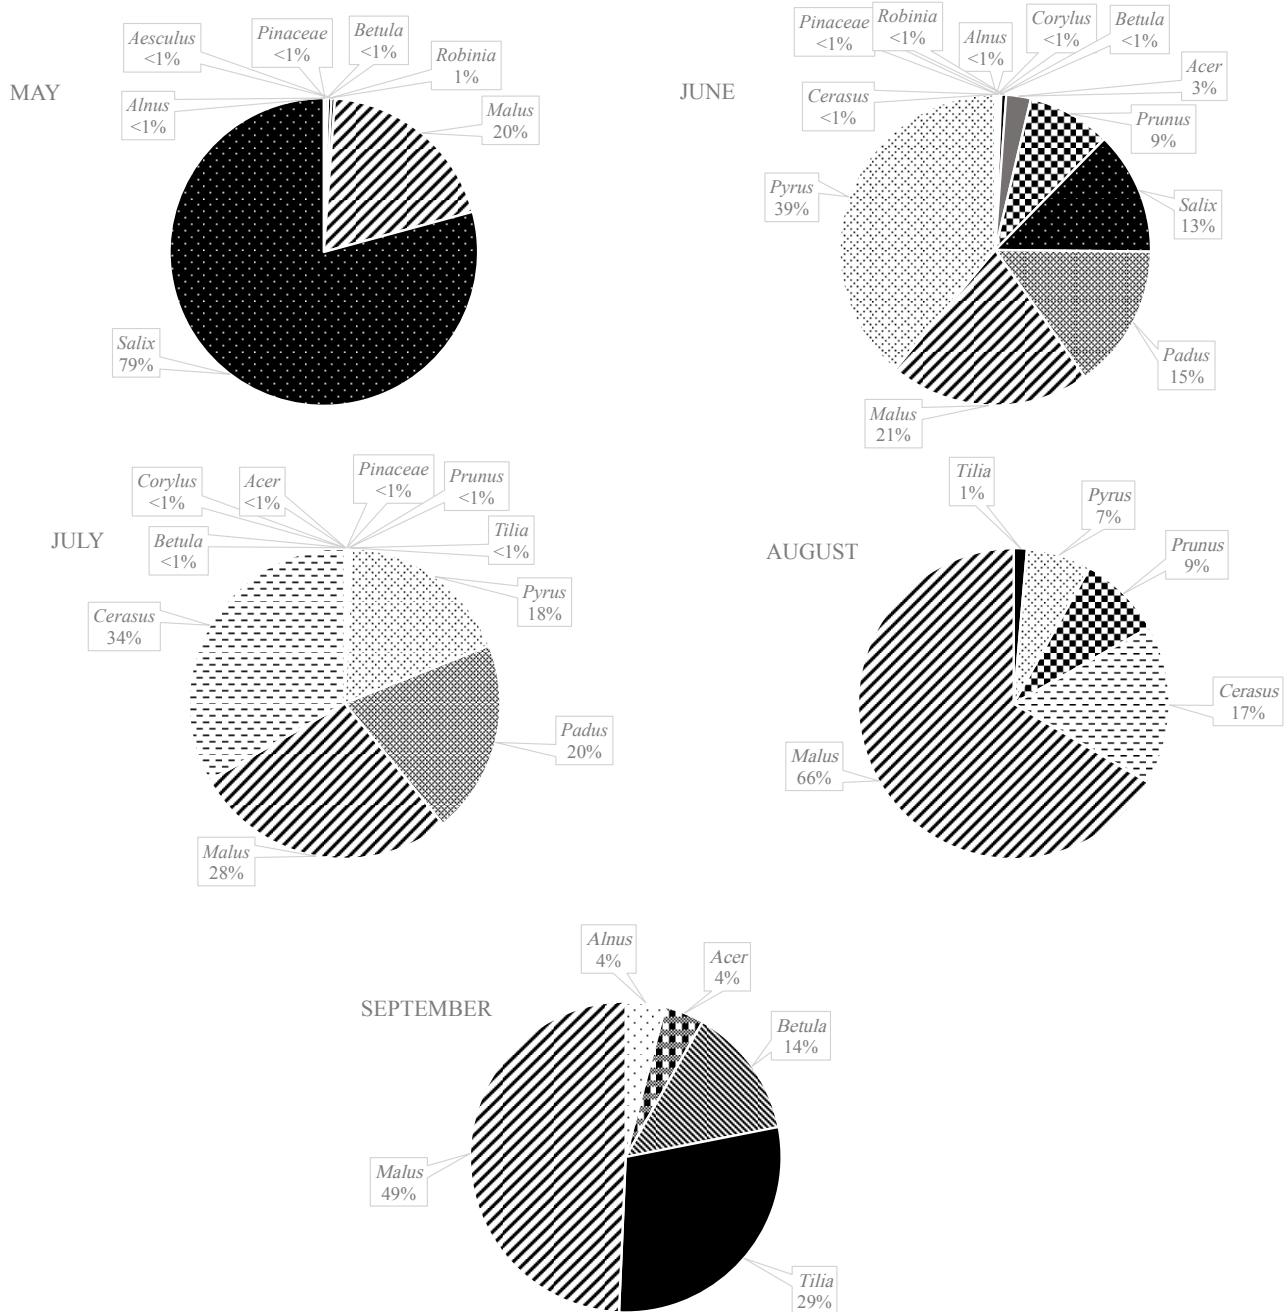 MAY
Aesculus
<1%
Pinaceae
<1%
Betula
<1%
Robinia
1%
Alnus
<1%
Malus
20%
Salix
79%
JUNE
Pinaceae
<1%
Robinia
<1%
Alnus
<1%
Corylus
<1%
Betula
<1%
Acer
3%
Cerasus
<1%
Prunus
9%
Pyrus
39%
Salix
13%
Padus
15%
Malus
21%
JULY
Corylus
<1%
Acer
<1%
Pinaceae
<1%
Prunus
<1%
Betula
<1%
Tilia
<1%
Pyrus
18%
Cerasus
34%
Padus
20%
Malus
28%
AUGUST
Tilia
1%
Pyrus
7%
Prunus
9%
Cerasus
17%
Malus
66%
SEPTEMBER
Alnus
4%
Acer
4%
Betula
14%
Malus
49%
Tilia
29%